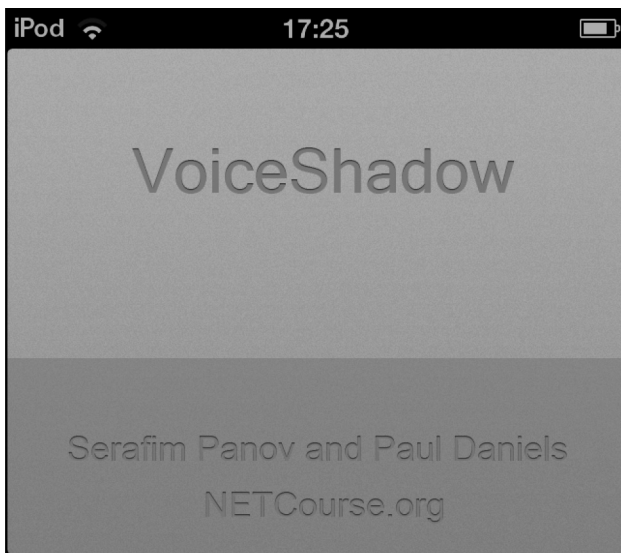 iPod 17:25
VoiceShadow
Serafim Panov and Paul Daniels
NETCourse.org